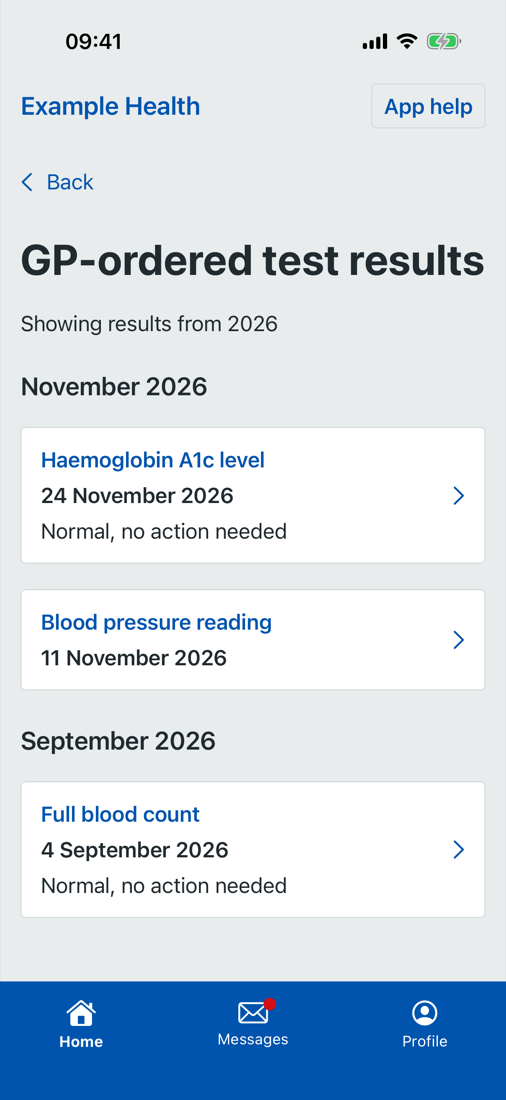 09:41
Example Health
App help
Back
GP-ordered test results
Showing results from 2026
November 2026
Haemoglobin A1c level
24 November 2026
Normal, no action needed
Blood pressure reading
11 November 2026
September 2026
Full blood count
4 September 2026
Normal, no action needed
Home
Messages
Profile